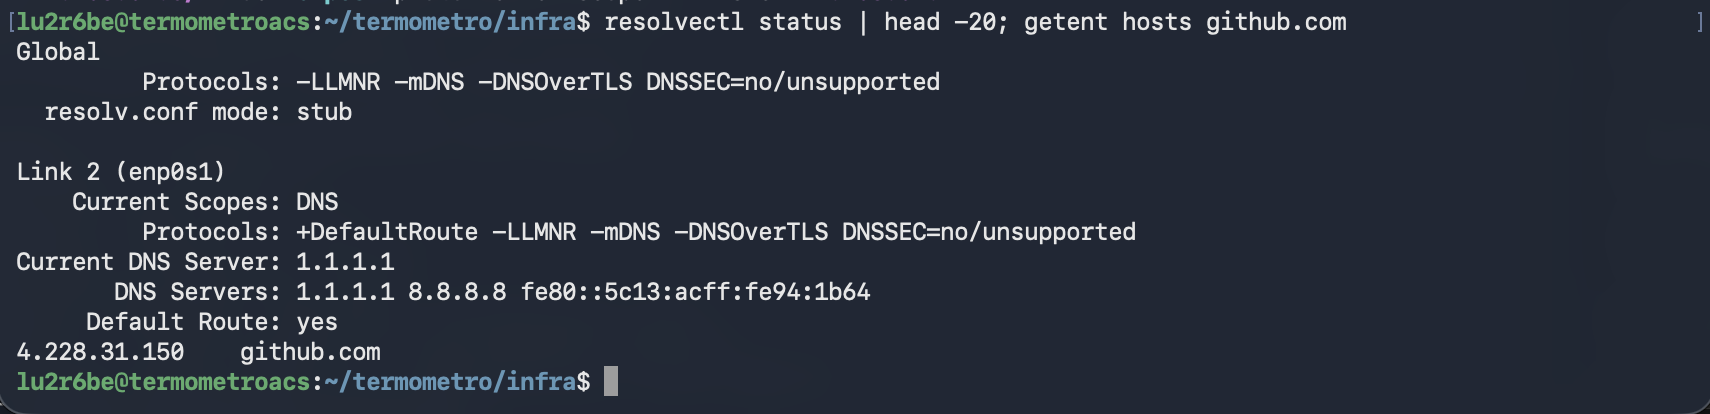 [lu2r6be@termometroacs:~/termometro/infra$ resolvectl status | head -20; getent hosts github.com ]
Global
Protocols: -LLMNR -mDNS -DNSOverTLS DNSSEC=no/unsupported
resolv.conf mode: stub
Link 2 (enp0s1)
Current Scopes: DNS
Protocols: +DefaultRoute -LLMNR -mDNS -DNSOverTLS DNSSEC=no/unsupported
Current DNS Server: 1.1.1.1
DNS Servers: 1.1.1.1 8.8.8.8 fe80::5c13:acff:fe94:1b64
Default Route: yes
4.228.31.150    github.com
lu2r6be@termometroacs:~/termometro/infra$